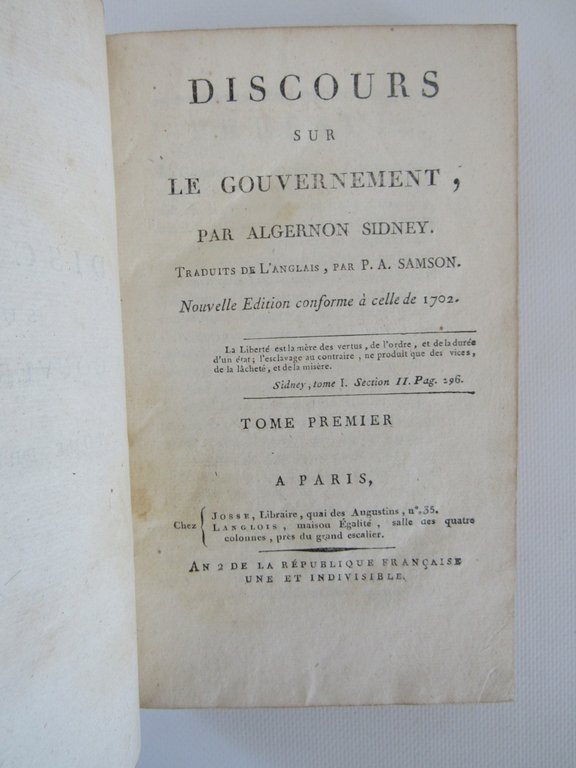 DISCOURS
SUR
LE GOUVERNEMENT,
PAR ALGERNON SIDNEY.
TRADUITS DE L'ANGLAIS, PAR P. A. SAMSON.
Nouvelle Edition conforme à celle de 1702.
La Liberté est la mère des vertus, de l'ordre, et de la durée
d'un état; l'esclavage au contraire, ne produit que des vices,
de la lâcheté, et de la misère.
Sidney, tome I. Section II. Pag. 296.
TOME PREMIER
A PARIS,
Chez { JOSSE, Libraire, quai des Augustins, n°. 55.
LANGLOIS, maison Égalité, salle des quatre
colonnes, près du grand escalier.
AN 2 DE LA RÉPUBLIQUE FRANÇAISE
UNE ET INDIVISIBLE.